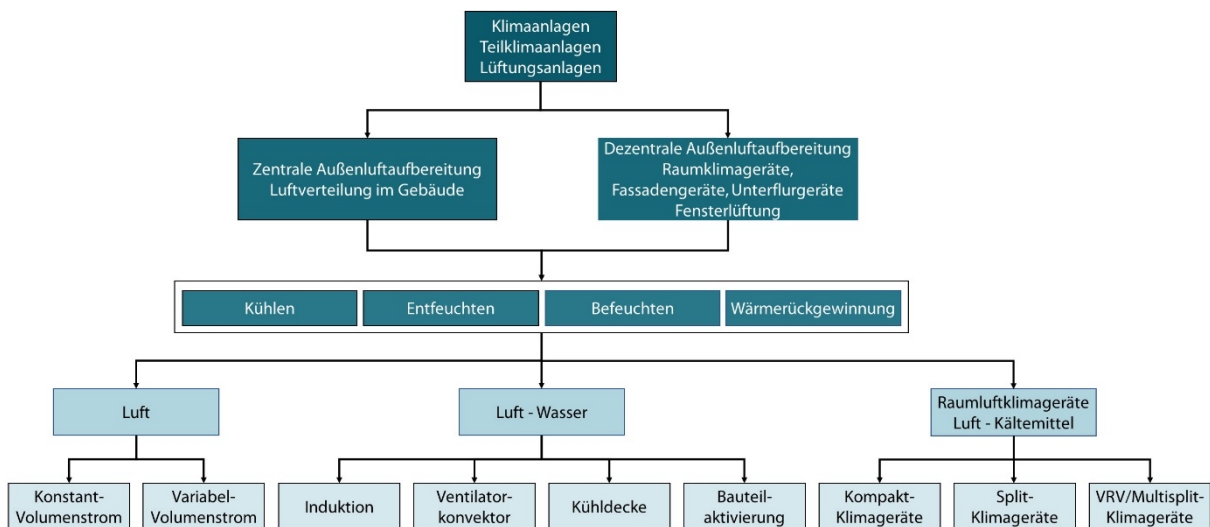 Klimaanlagen
Teilklimaanlagen
Lüftungsanlagen
Zentrale Außenluftaufbereitung
Luftverteilung im Gebäude
Dezentrale Außenluftaufbereitung
Raumklimageräte,
Fassadengeräte, Unterflurgeräte
Fensterlüftung
Kühlen
Entfeuchten
Befeuchten
Wärmerückgewinnung
Luft
Luft - Wasser
Raumluftklimageräte
Luft - Kältemittel
Konstant-
Volumenstrom
Variabel-
Volumenstrom
Induktion
Ventilator-
konvektor
Kühldecke
Bauteil-
aktivierung
Kompakt-
Klimageräte
Split-
Klimageräte
VRV/Multisplit-
Klimageräte